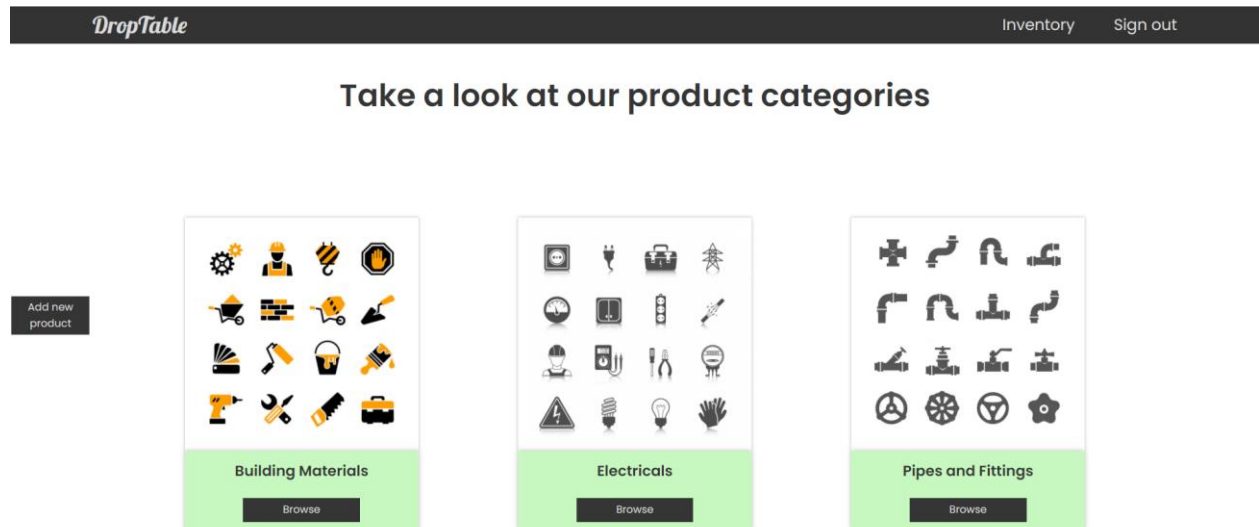 DropTable
Inventory
Sign out
Take a look at our product categories
Add new
product
Building Materials
Electricals
Pipes and Fittings
Browse
Browse
Browse